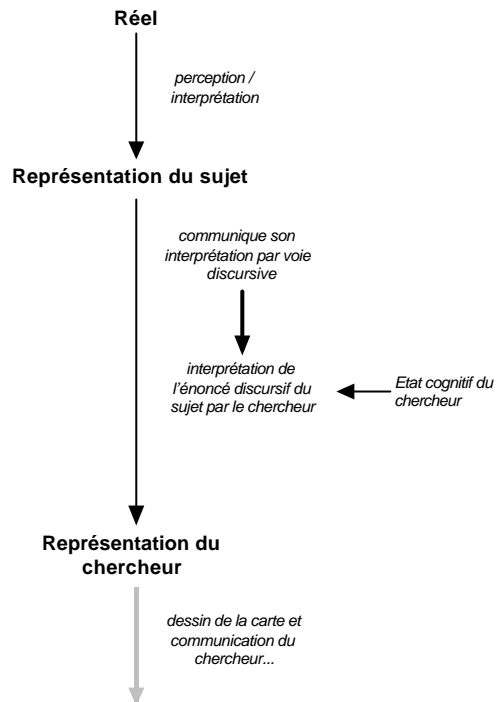 Réel
perception /
interprétation
Représentation du sujet
communique son
interprétation par voie
discursive
interprétation de
l'énoncé discursif du
sujet par le chercheur
Etat cognitif du
chercheur
Représentation du
chercheur
dessin de la carte et
communication du
chercheur...